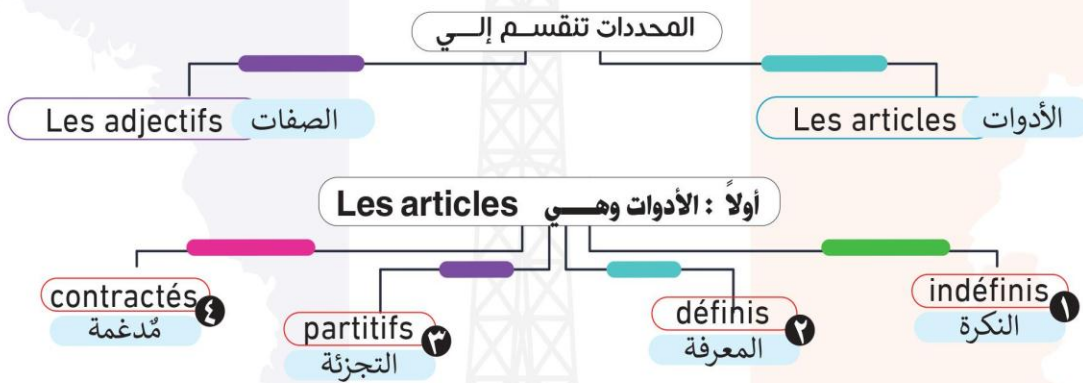 المحددات تنقسم إلي
الأدوات Les articles
الصفات Les adjectifs
أولاً : الأدوات وهي Les articles
١ indéfinis
النكرة
٢ définis
المعرفة
٣ partitifs
التجزئة
٤ contractés
مُدغمة